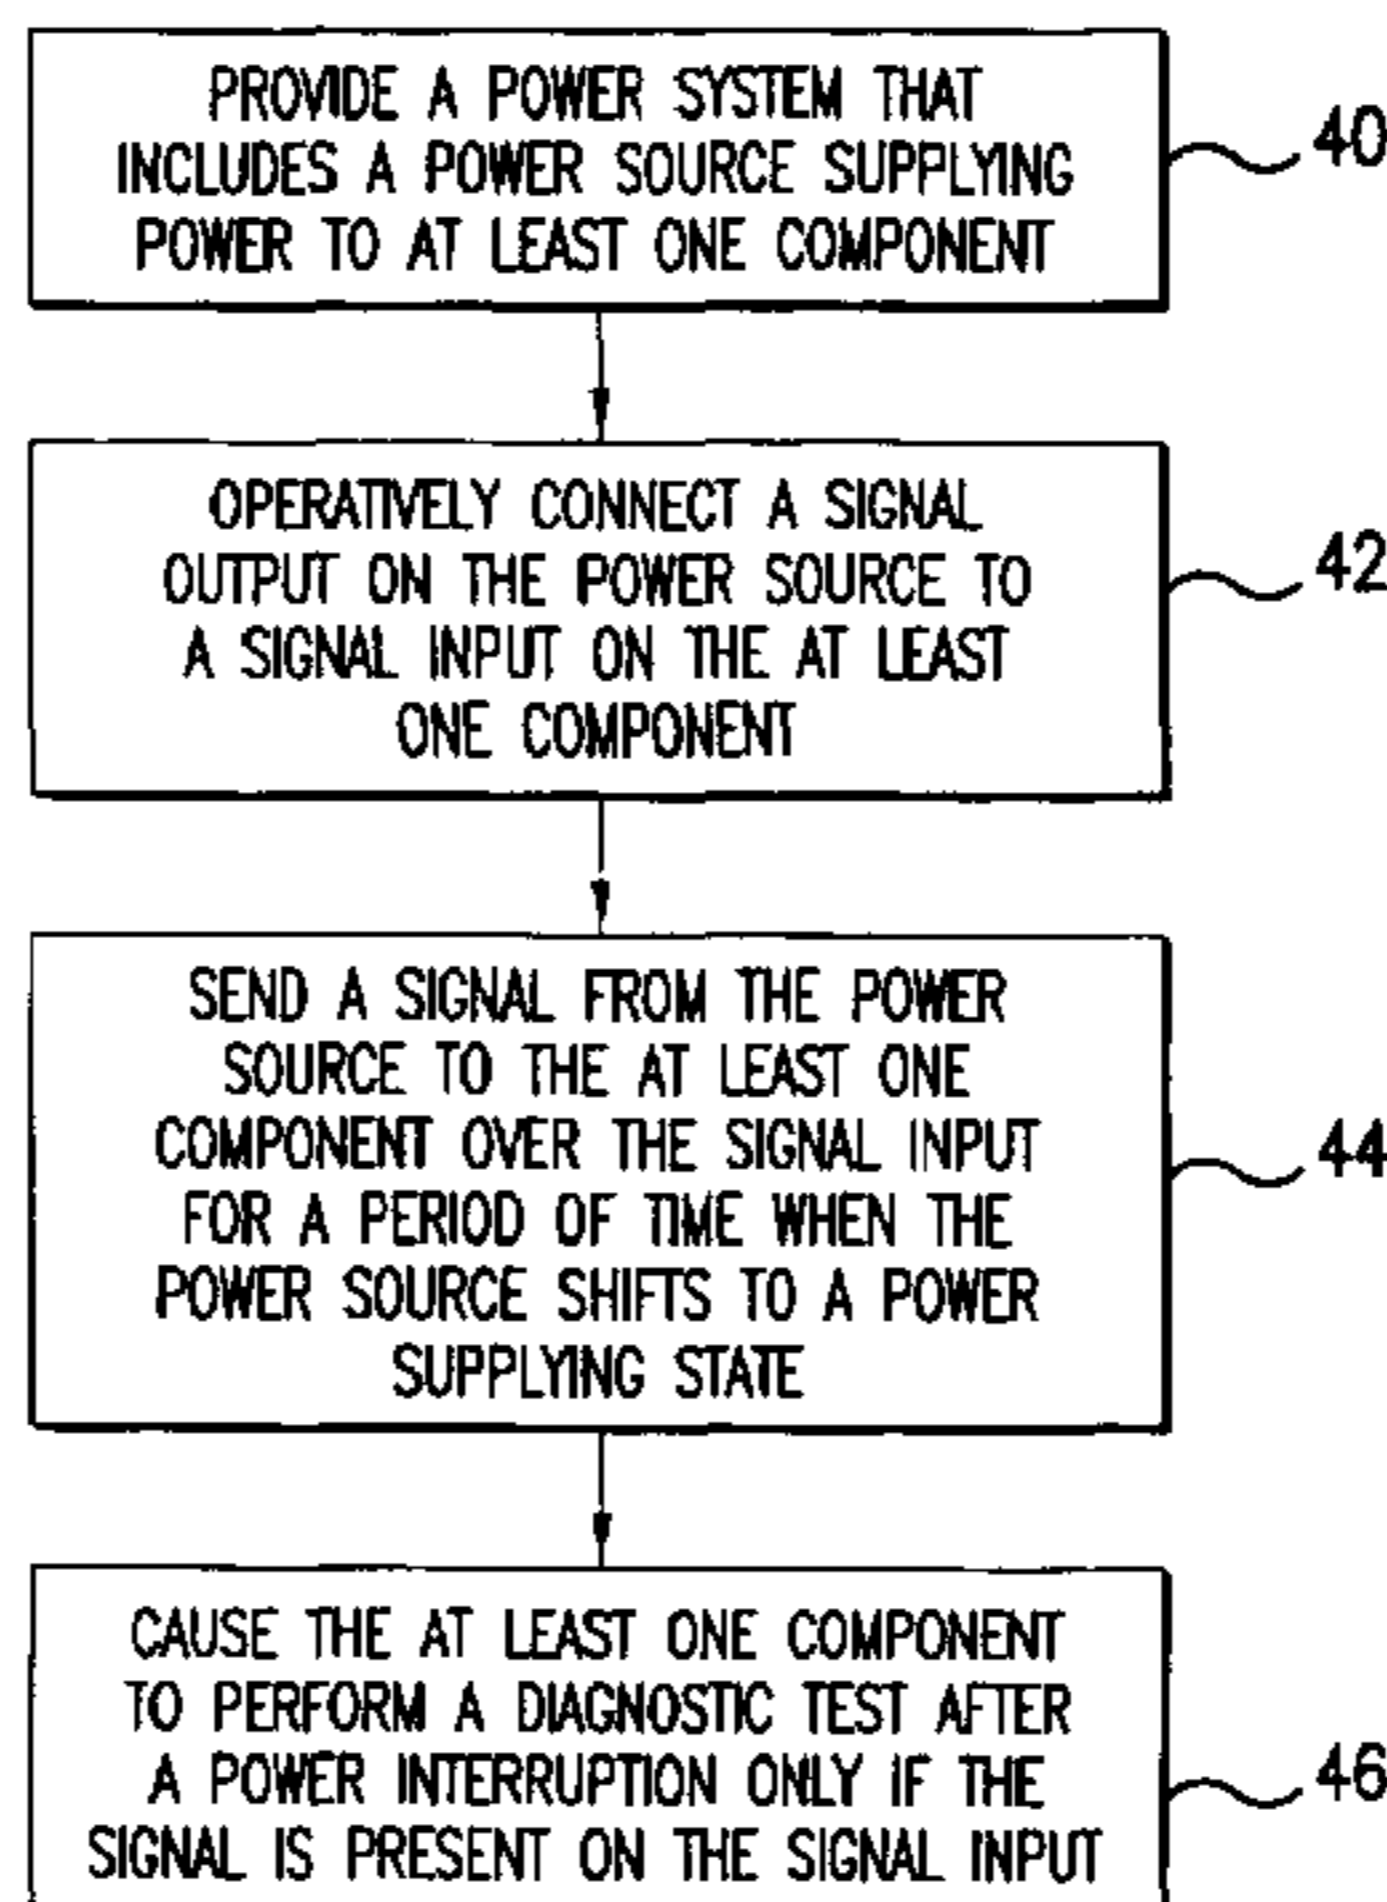 PROVIDE A POWER SYSTEM THAT
INCLUDES A POWER SOURCE SUPPLYING
POWER TO AT LEAST ONE COMPONENT
40
OPERATIVELY CONNECT A SIGNAL
OUTPUT ON THE POWER SOURCE TO
A SIGNAL INPUT ON THE AT LEAST
ONE COMPONENT
42
SEND A SIGNAL FROM THE POWER
SOURCE TO THE AT LEAST ONE
COMPONENT OVER THE SIGNAL INPUT
FOR A PERIOD OF TIME WHEN THE
POWER SOURCE SHIFTS TO A POWER
SUPPLYING STATE
44
CAUSE THE AT LEAST ONE COMPONENT
TO PERFORM A DIAGNOSTIC TEST AFTER
A POWER INTERRUPTION ONLY IF THE
SIGNAL IS PRESENT ON THE SIGNAL INPUT
46